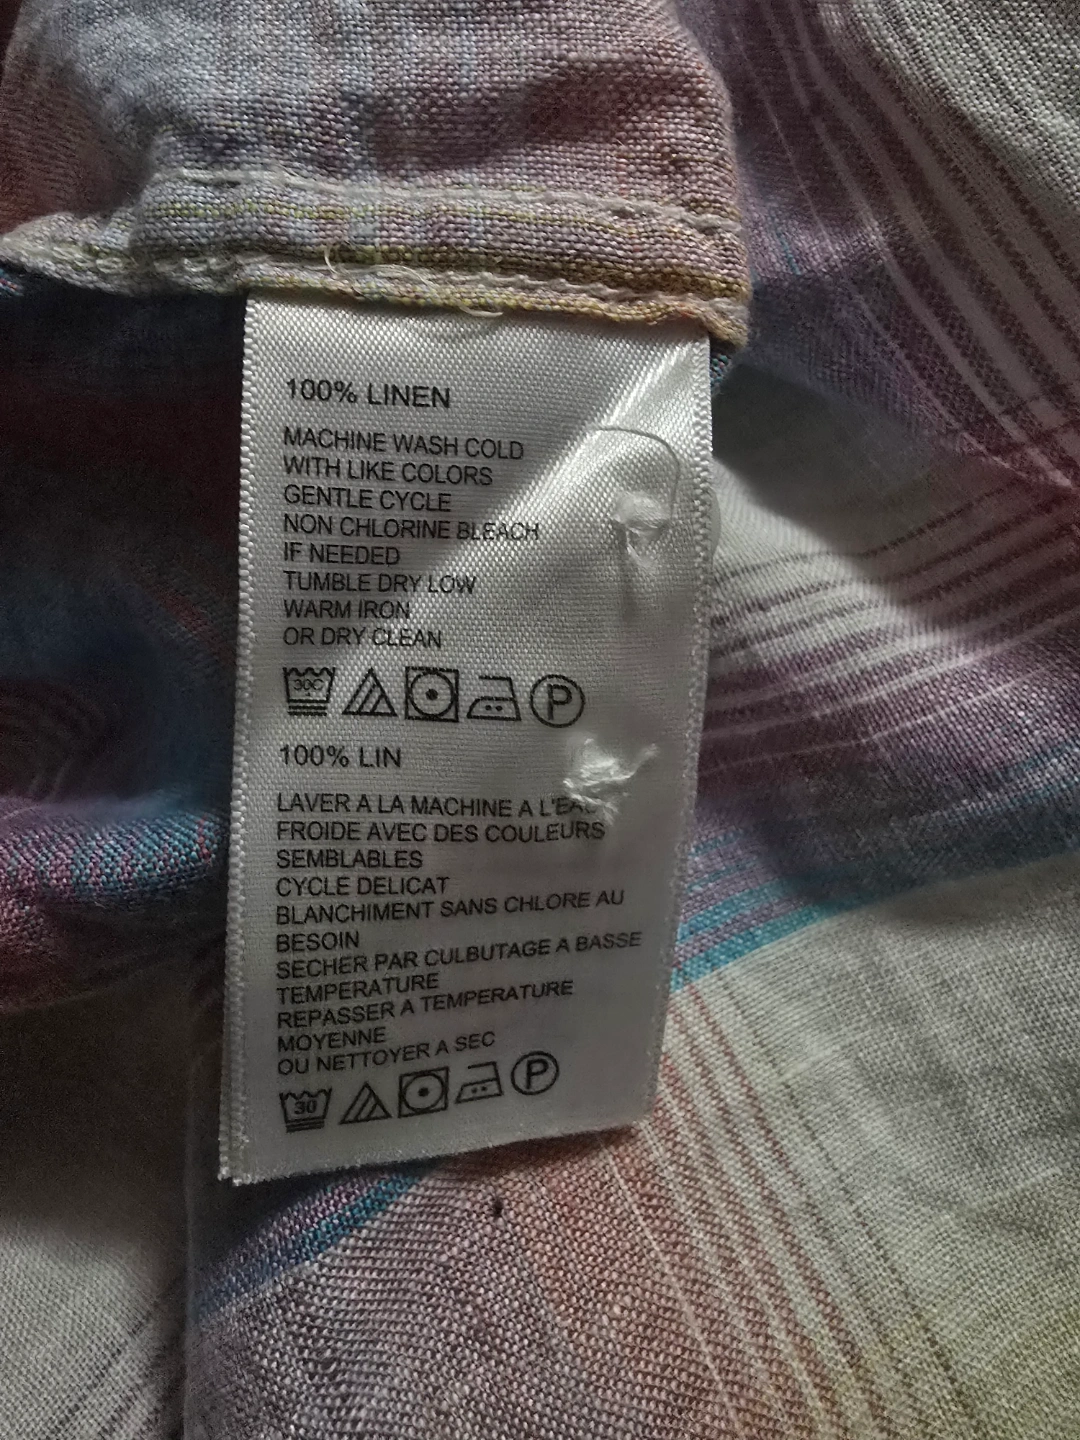 100% LINEN
MACHINE WASH COLD
WITH LIKE COLORS
GENTLE CYCLE
NON CHLORINE BLEACH
IF NEEDED
TUMBLE DRY LOW
WARM IRON
OR DRY CLEAN
30C P
100% LIN
LAVER A LA MACHINE A L'EAU
FROIDE AVEC DES COULEURS
SEMBLABLES
CYCLE DELICAT
BLANCHIMENT SANS CHLORE AU
BESOIN
SECHER PAR CULBUTAGE A BASSE
TEMPERATURE
REPASSER A TEMPERATURE
MOYENNE
OU NETTOYER A SEC
30 P